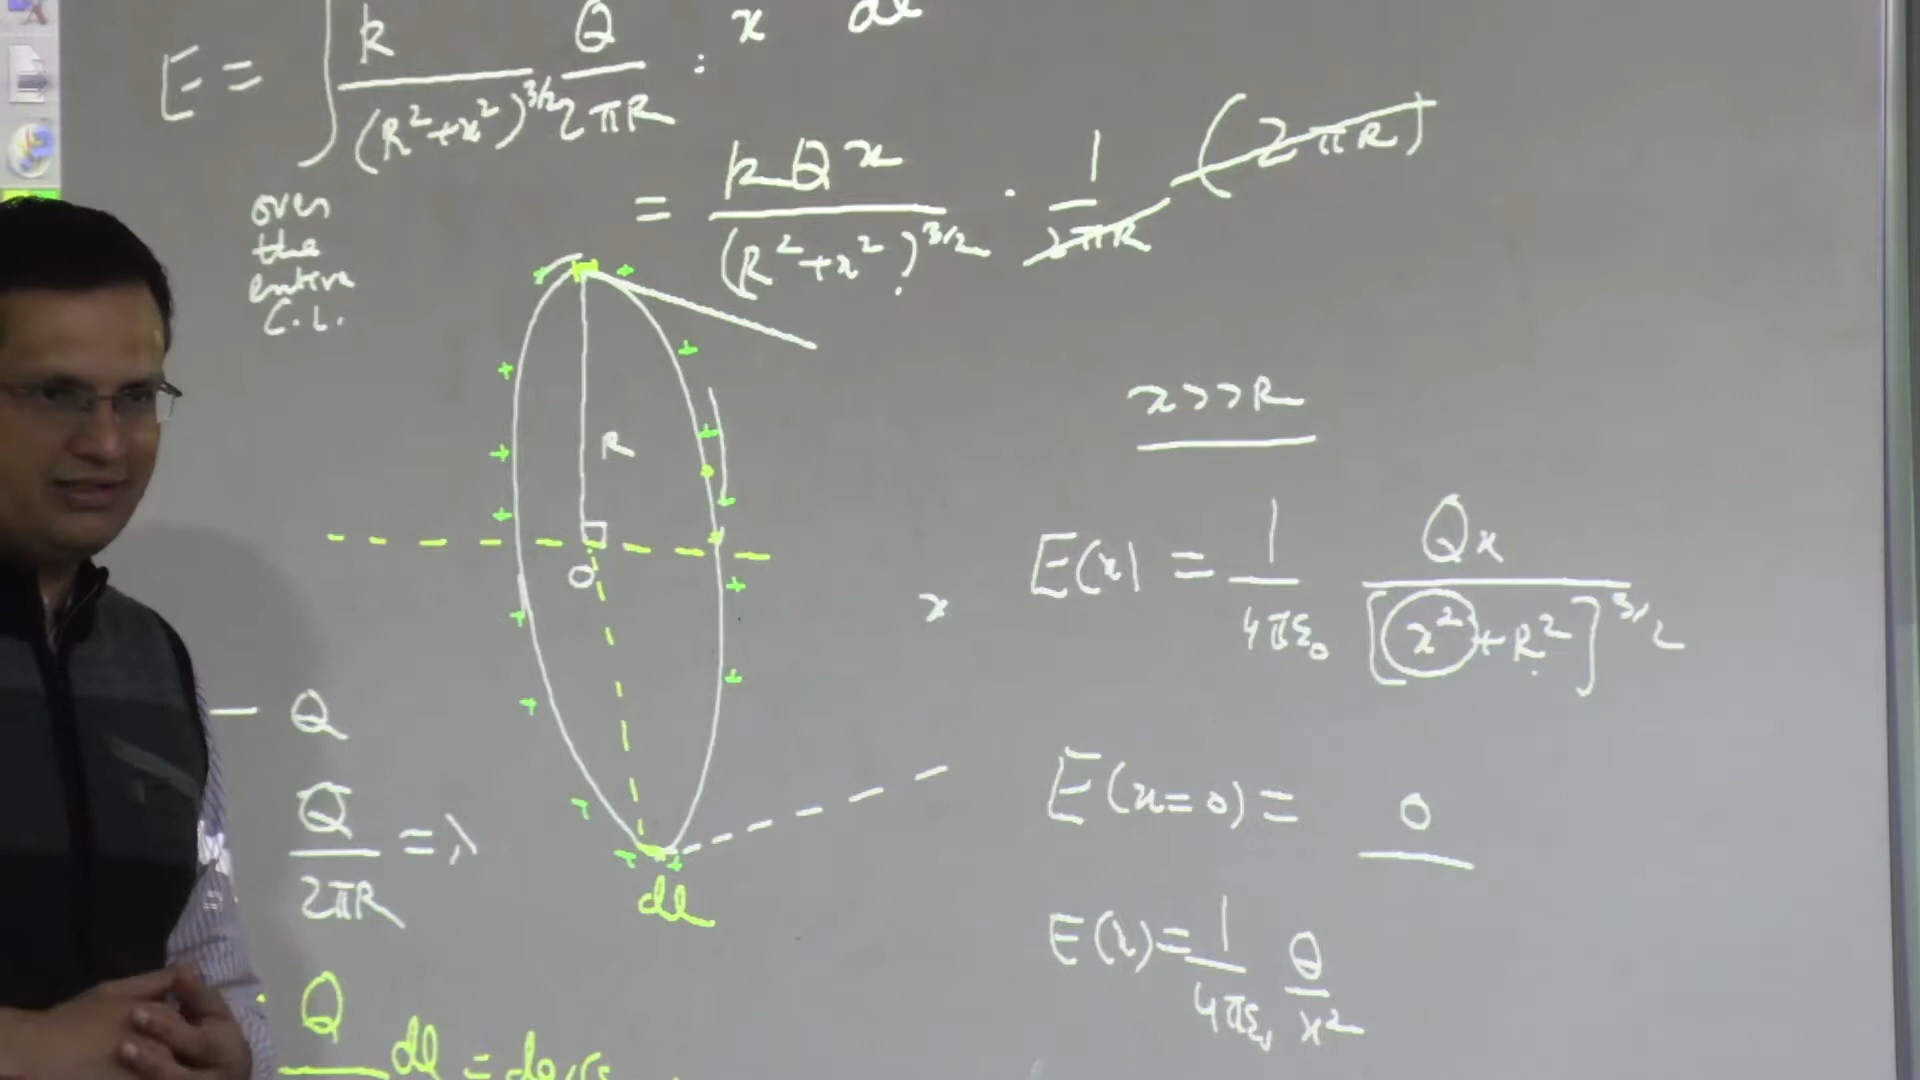 E = ∫ k/(R²+x²)^3/2 Q/2πR . x dl
over
the
entire
C.L.
= kQx/(R²+x²)^3/2 . 1/2πR (2πR)
+ + + + + + + + + + + + + + +
R
O
x>>R
x
E(x) = 1/4πε₀ Qx/[x²+R²]^3/2
— Q
Q/2πR = λ
E(x=0) = 0
dl
E(x) = 1/4πε₀ Q/x²
Q dl =